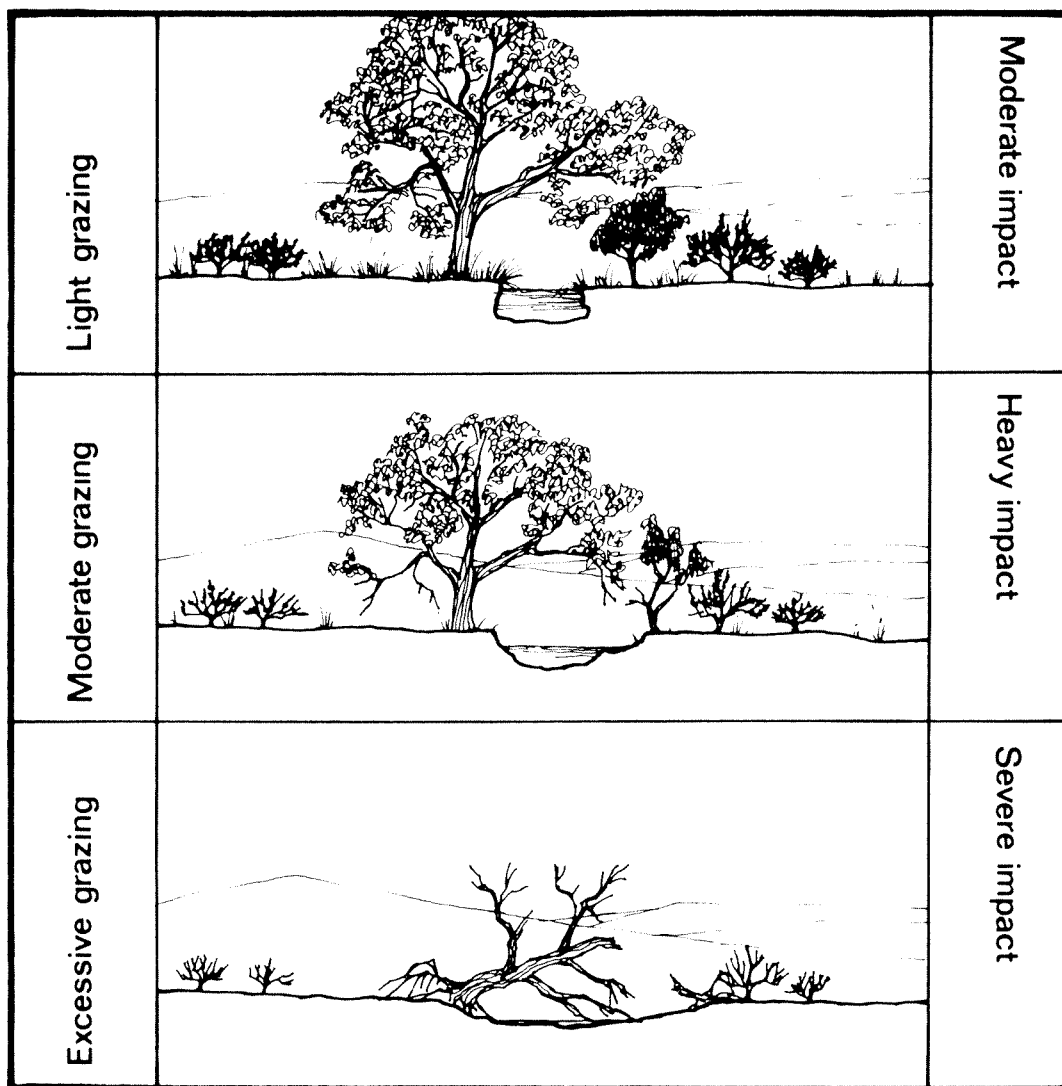 Light grazing
Moderate impact
Moderate grazing
Heavy impact
Excessive grazing
Severe impact